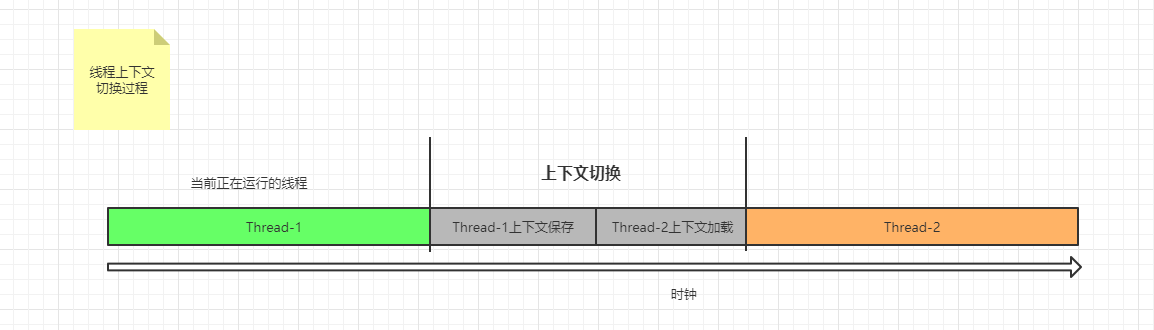 线程上下文
切换过程
上下文切换
当前正在运行的线程
Thread-1
Thread-1上下文保存
Thread-2上下文加载
Thread-2
时钟